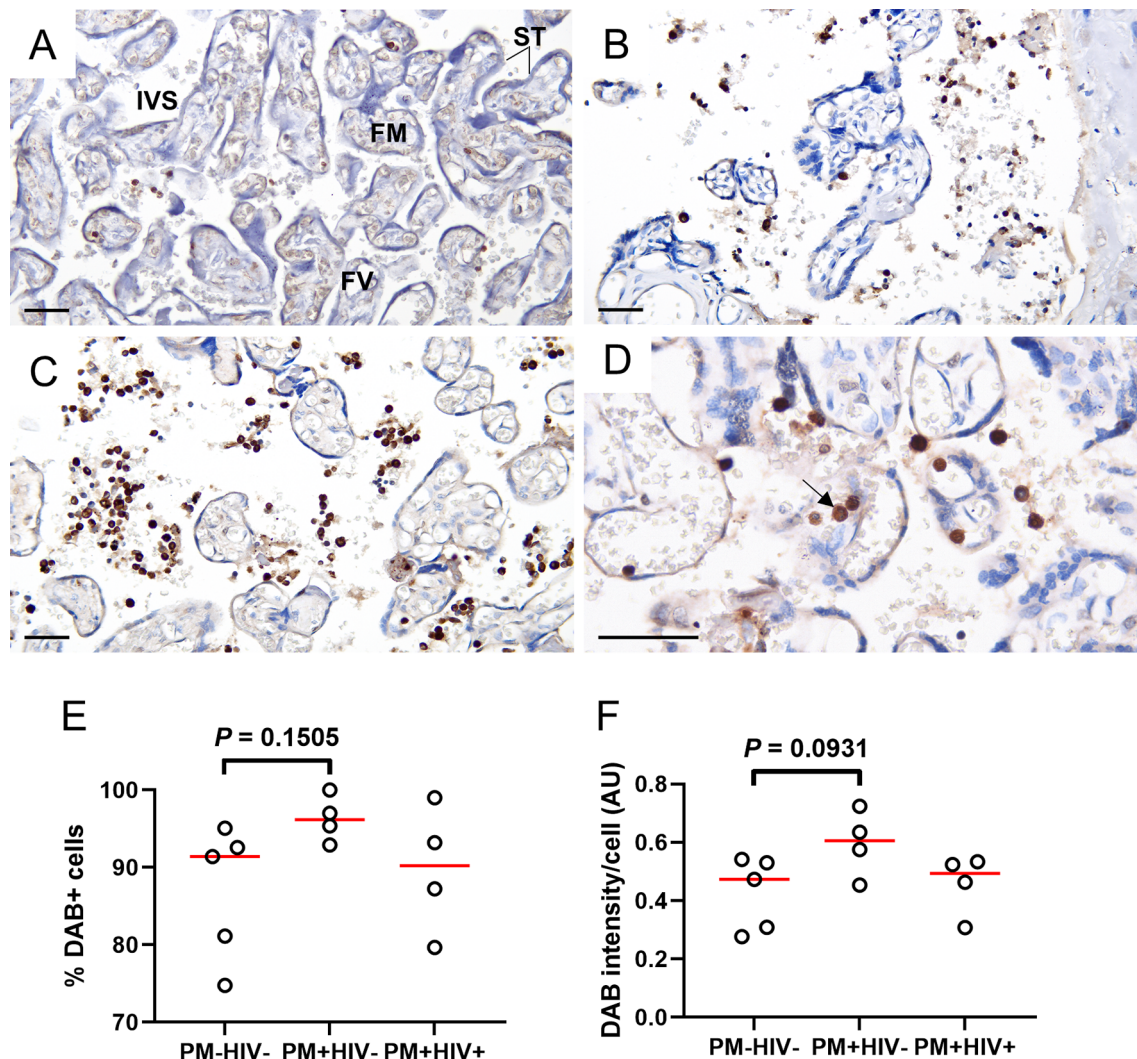 A
ST
IVS
FM
FV
B
C
D
E
P = 0.1505
% DAB+ cells
100
90
80
70
PM-HIV-
PM+HIV-
PM+HIV+
F
P = 0.0931
DAB intensity/cell (AU)
0.8
0.6
0.4
0.2
0.0
PM-HIV-
PM+HIV-
PM+HIV+